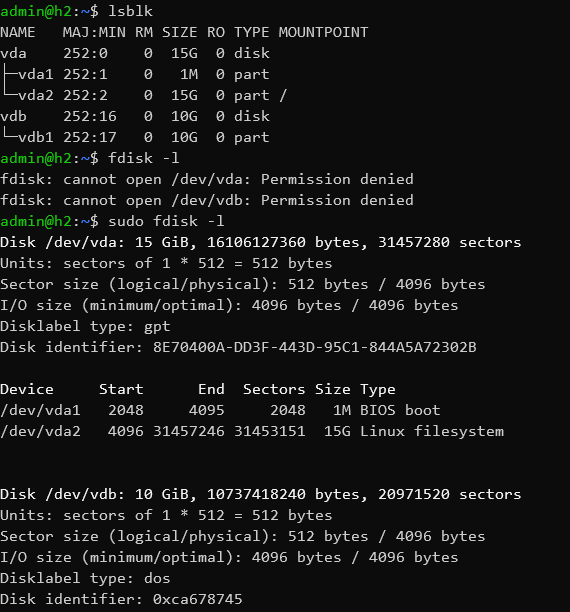 admin@h2:~$ lsblk
NAME   MAJ:MIN RM SIZE RO TYPE MOUNTPOINT
vda    252:0    0  15G  0 disk
├─vda1 252:1    0   1M  0 part
└─vda2 252:2    0  15G  0 part /
vdb    252:16   0  10G  0 disk
└─vdb1 252:17   0  10G  0 part
admin@h2:~$ fdisk -l
fdisk: cannot open /dev/vda: Permission denied
fdisk: cannot open /dev/vdb: Permission denied
admin@h2:~$ sudo fdisk -l
Disk /dev/vda: 15 GiB, 16106127360 bytes, 31457280 sectors
Units: sectors of 1 * 512 = 512 bytes
Sector size (logical/physical): 512 bytes / 4096 bytes
I/O size (minimum/optimal): 4096 bytes / 4096 bytes
Disklabel type: gpt
Disk identifier: 8E70400A-DD3F-443D-95C1-844A5A72302B

Device     Start      End  Sectors Size Type
/dev/vda1   2048     4095     2048   1M BIOS boot
/dev/vda2   4096 31457246 31453151  15G Linux filesystem


Disk /dev/vdb: 10 GiB, 10737418240 bytes, 20971520 sectors
Units: sectors of 1 * 512 = 512 bytes
Sector size (logical/physical): 512 bytes / 4096 bytes
I/O size (minimum/optimal): 4096 bytes / 4096 bytes
Disklabel type: dos
Disk identifier: 0xca678745